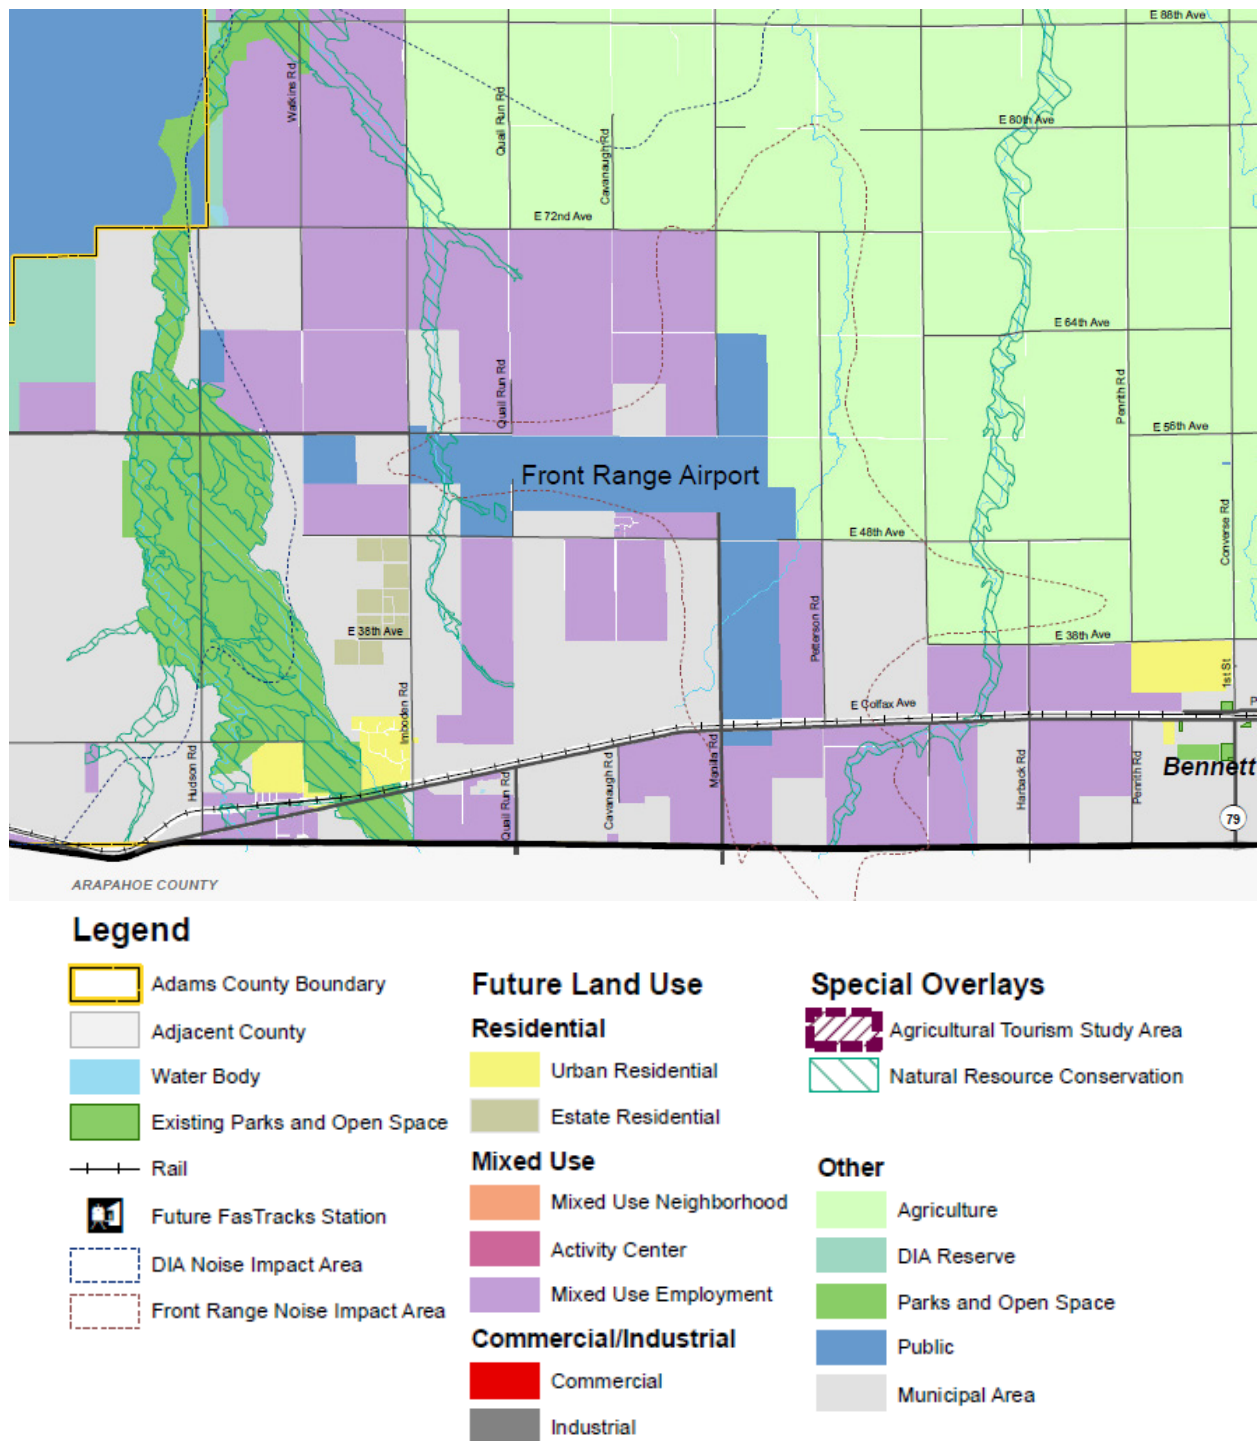 E 88th Ave
Watkins Rd
Quail Run Rd
Cavanaugh Rd
E 80th Ave
E 72nd Ave
E 64th Ave
Quail Run Rd
Penrith Rd
E 56th Ave
Front Range Airport
Converse Rd
E 48th Ave
E 38th Ave
Petterson Rd
E 38th Ave
1st St
Imboden Rd
E Colfax Ave
P
Hudson Rd
Quail Run Rd
Cavanaugh Rd
Manilla Rd
Harback Rd
Penrith Rd
Bennett
79
ARAPAHOE COUNTY
Legend
Adams County Boundary
Adjacent County
Water Body
Existing Parks and Open Space
Rail
Future FasTracks Station
DIA Noise Impact Area
Front Range Noise Impact Area
Future Land Use
Residential
Urban Residential
Estate Residential
Mixed Use
Mixed Use Neighborhood
Activity Center
Mixed Use Employment
Commercial/Industrial
Commercial
Industrial
Special Overlays
Agricultural Tourism Study Area
Natural Resource Conservation
Other
Agriculture
DIA Reserve
Parks and Open Space
Public
Municipal Area